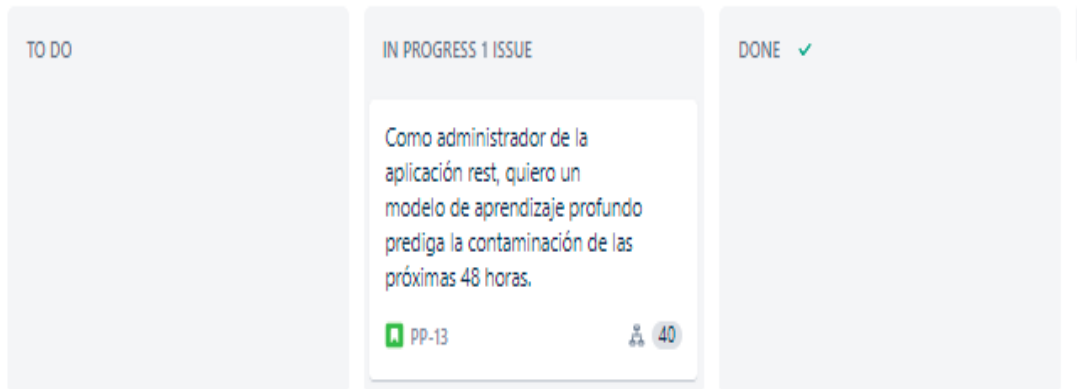 TO DO
IN PROGRESS 1 ISSUE
DONE
Como administrador de la
aplicación rest, quiero un
modelo de aprendizaje profundo
prediga la contaminación de las
próximas 48 horas.
PP-13
40